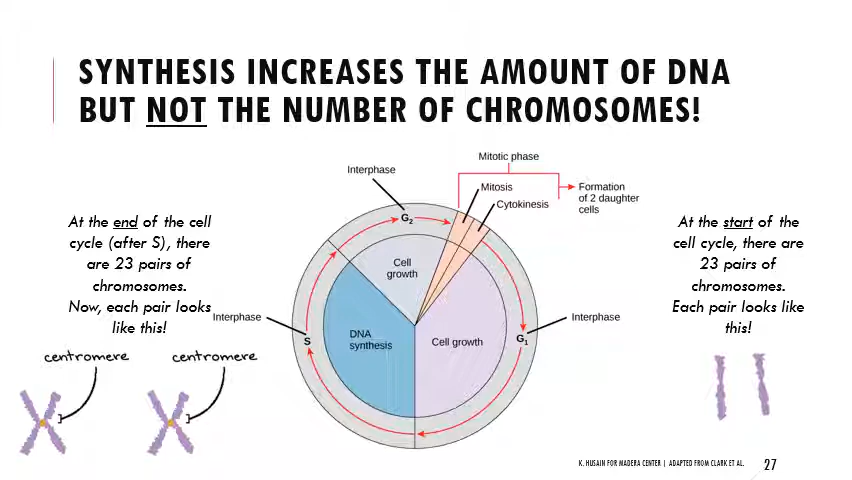 SYNTHESIS INCREASES THE AMOUNT OF DNA
BUT NOT THE NUMBER OF CHROMOSOMES!
At the end of the cell
cycle (after S), there
are 23 pairs of
chromosomes.
Now, each pair looks
like this!
centromere
centromere
Mitotic phase
Interphase
Mitosis
Cytokinesis
Formation
of 2 daughter
cells
G2
Cell
growth
Interphase
S
DNA
synthesis
Cell growth
G1
Interphase
At the start of the
cell cycle, there are
23 pairs of
chromosomes.
Each pair looks like
this!
K. HUSAIN FOR MADERA CENTER | ADAPTED FROM CLARK ET AL.
27